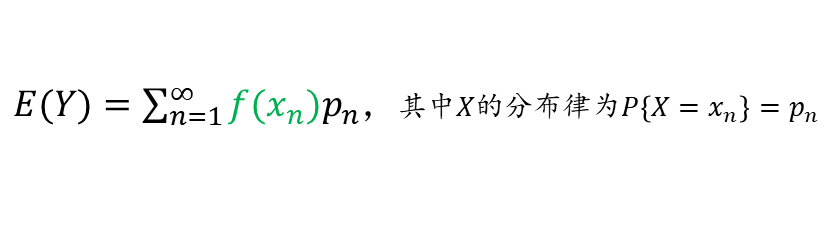 E(Y) = ∑_{n=1}^{∞} f(x_n)p_n，其中X的分布律为P{X = x_n} = p_n